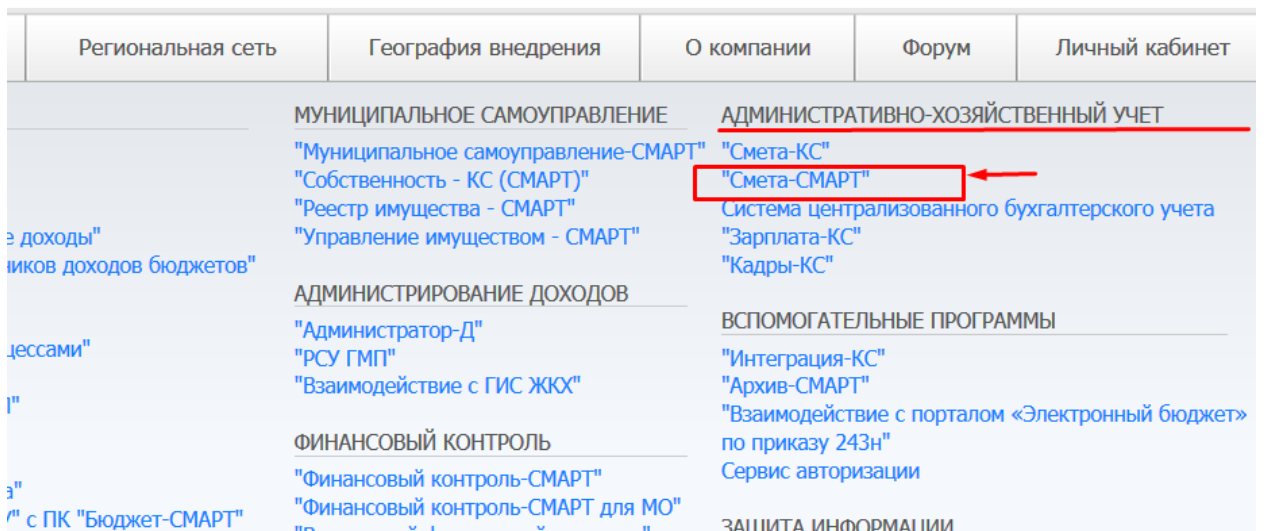 Региональная сеть
География внедрения
О компании
Форум
Личный кабинет
доходы"
доходов бюджетов"
с ПК "Бюджет-СМАРТ"
МУНИЦИПАЛЬНОЕ САМОУПРАВЛЕНИЕ
"Муниципальное самоуправление-СМАРТ"
"Собственность - КС (СМАРТ)"
"Реестр имущества - СМАРТ"
"Управление имуществом - СМАРТ"
АДМИНИСТРИРОВАНИЕ ДОХОДОВ
"Администратор-Д"
"РСУ ГМП"
"Взаимодействие с ГИС ЖКХ"
ФИНАНСОВЫЙ КОНТРОЛЬ
"Финансовый контроль-СМАРТ"
"Финансовый контроль-СМАРТ для МО"
АДМИНИСТРАТИВНО-ХОЗЯЙСТВЕННЫЙ УЧЕТ
"Смета-КС"
"Смета-СМАРТ"
Система централизованного бухгалтерского учета
"Зарплата-КС"
"Кадры-КС"
ВСПОМОГАТЕЛЬНЫЕ ПРОГРАММЫ
"Интеграция-КС"
"Архив-СМАРТ"
"Взаимодействие с порталом «Электронный бюджет»
по приказу 243н"
Сервис авторизации
ЗАЩИТА ИНФОРМАЦИИ